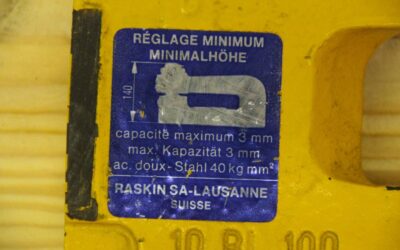 RÉGLAGE MINIMUM
MINIMALHÖHE
140
capacité maximum 3 mm
max. Kapazität 3 mm
ac. doux - Stahl 40 kg mm²
RASKIN SA-LAUSANNE
SUISSE
100